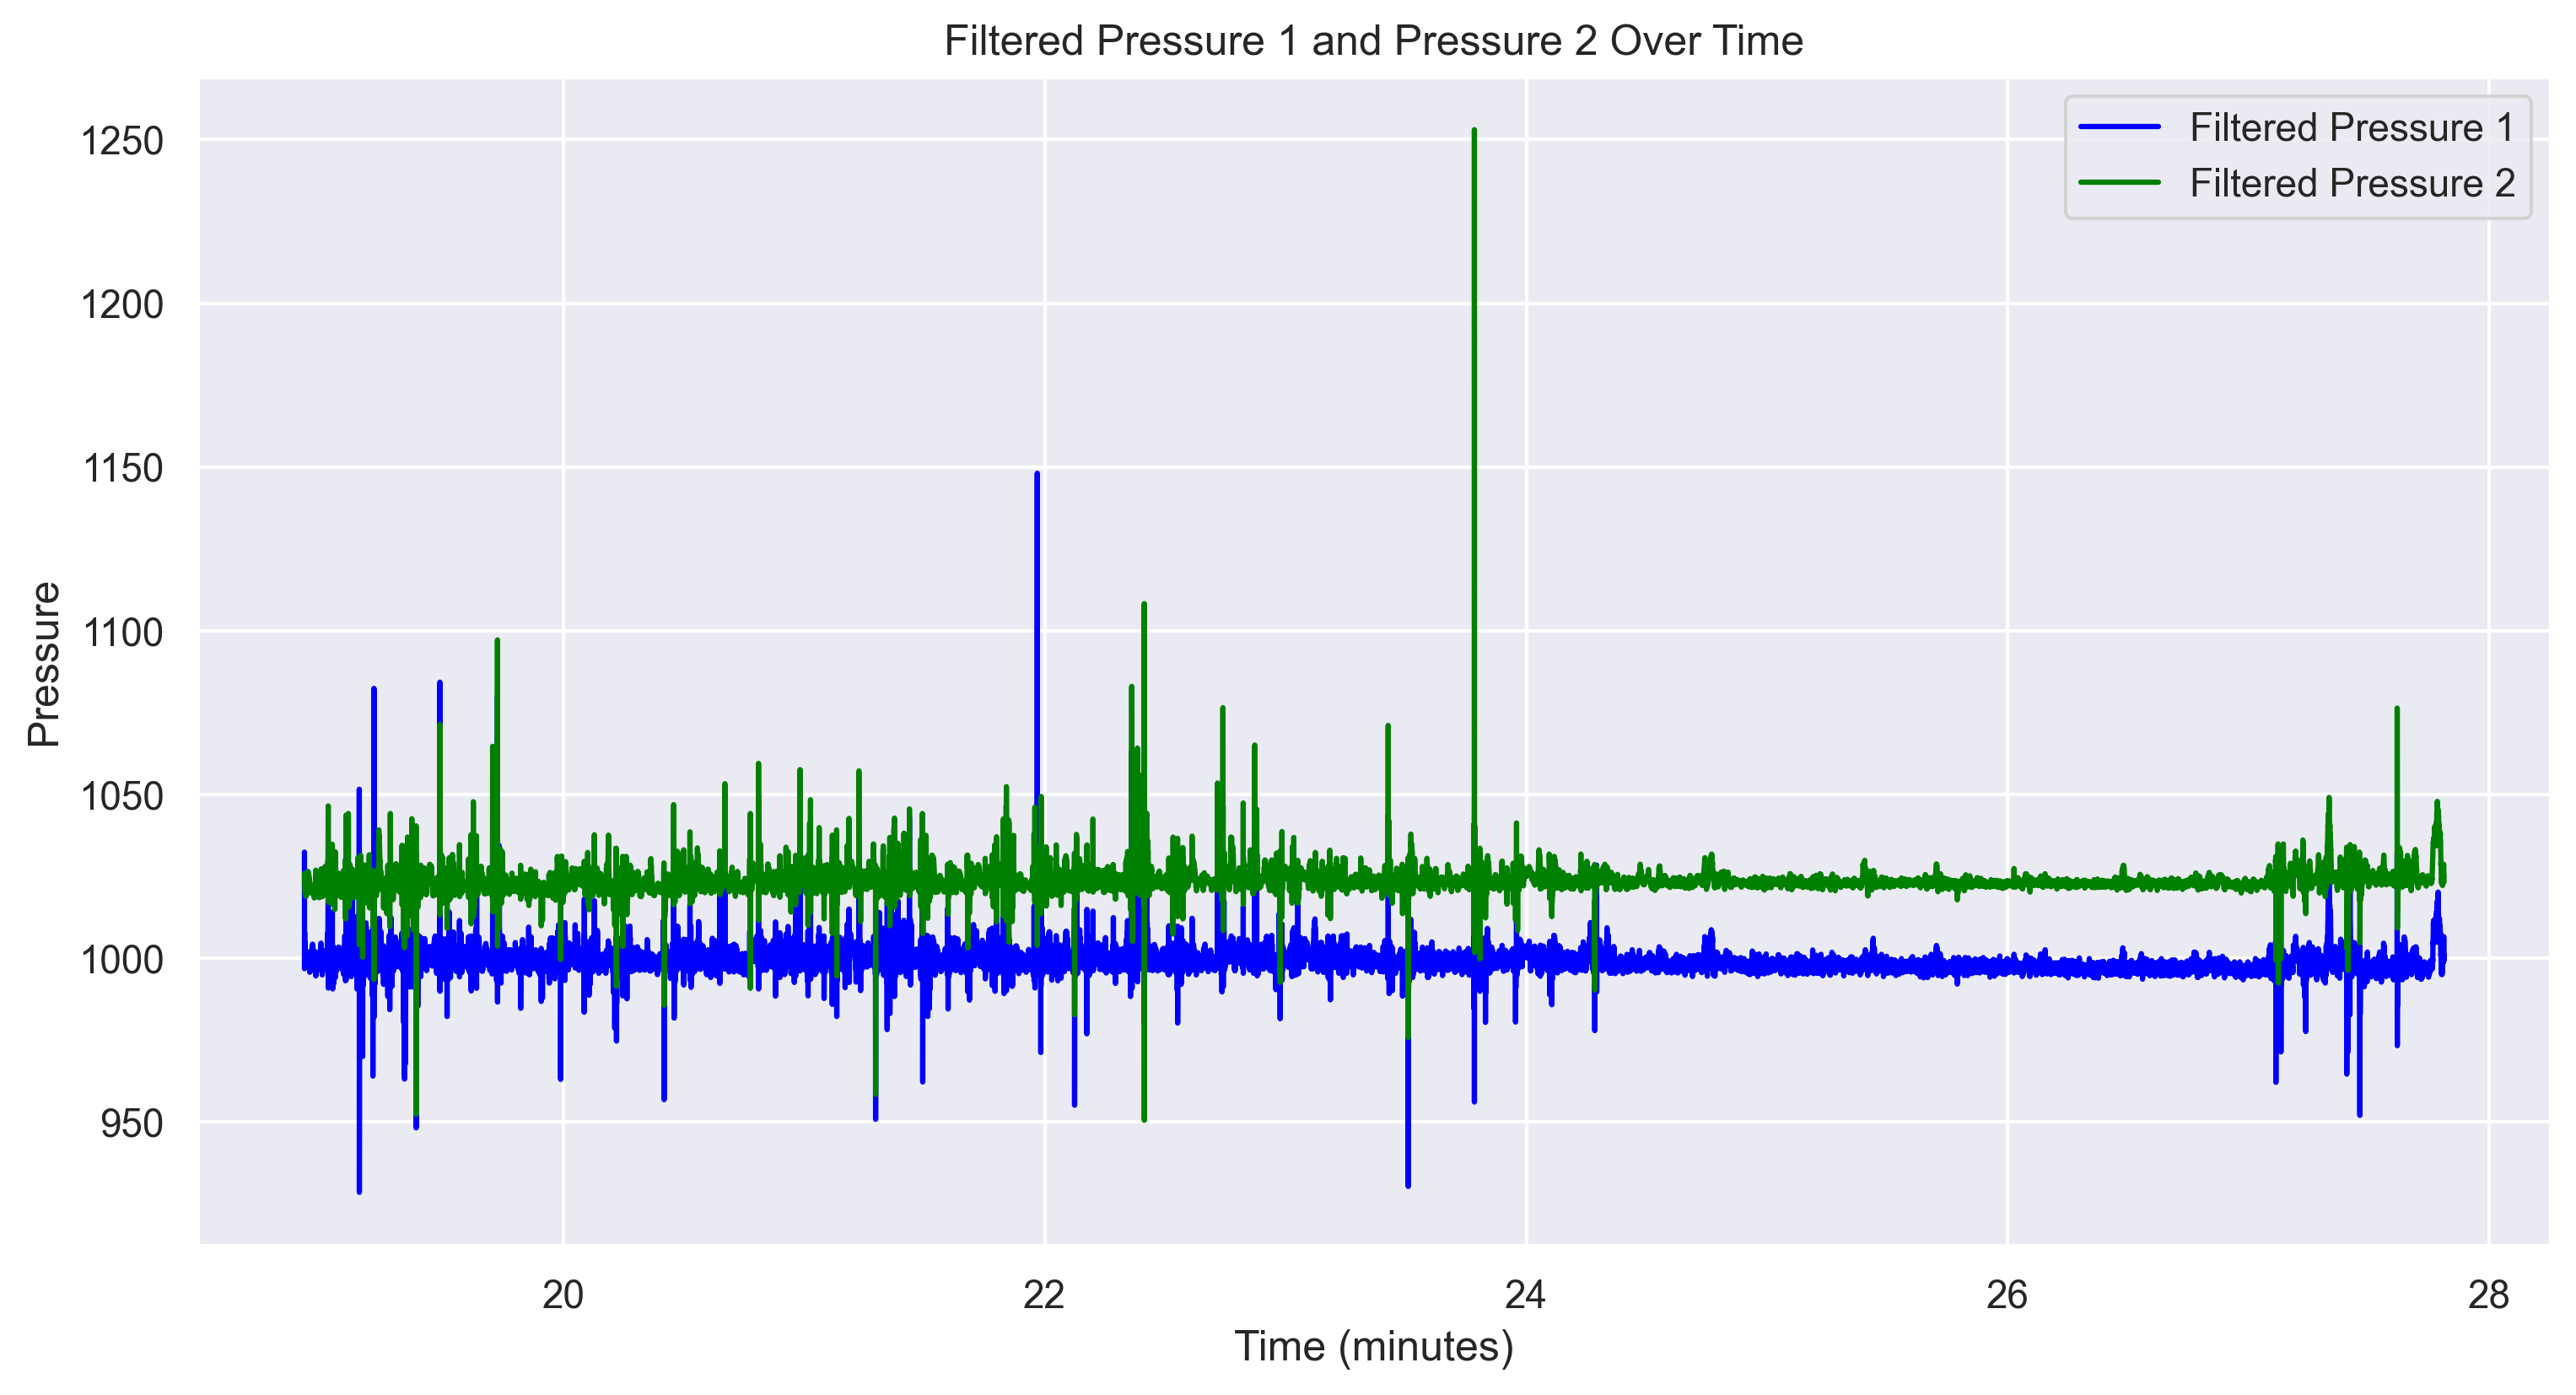 Filtered Pressure 1 and Pressure 2 Over Time
Filtered Pressure 1
Filtered Pressure 2
1250
1200
1150
1100
1050
1000
950
Pressure
20 22 24 26 28
Time (minutes)